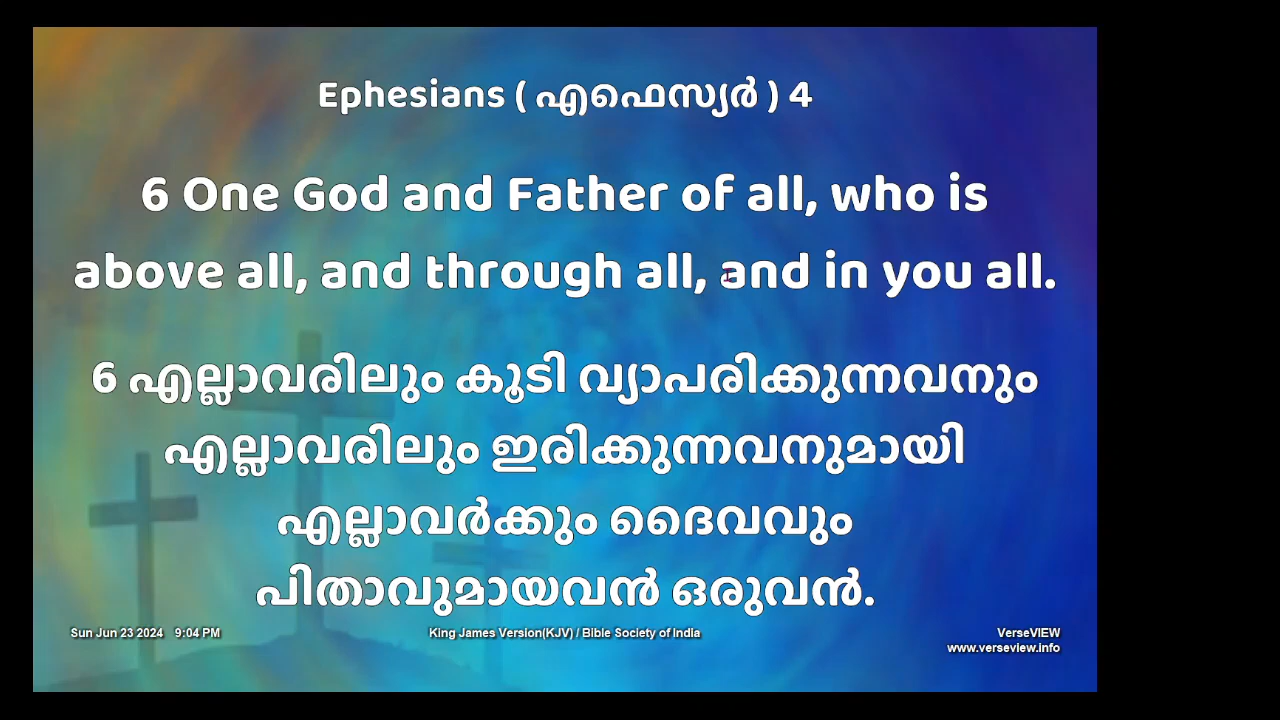 Ephesians ( എഫെസ്യർ ) 4
6 One God and Father of all, who is
above all, and through all, and in you all.
6 എല്ലാവരിലും കൂടി വ്യാപരിക്കുന്നവനും
എല്ലാവരിലും ഇരിക്കുന്നവനുമായി
എല്ലാവർക്കും ദൈവവും
പിതാവുമായവൻ ഒരുവൻ.
Sun Jun 23 2024 9:04 PM
King James Version(KJV) / Bible Society of India
VerseVIEW
www.verseview.info